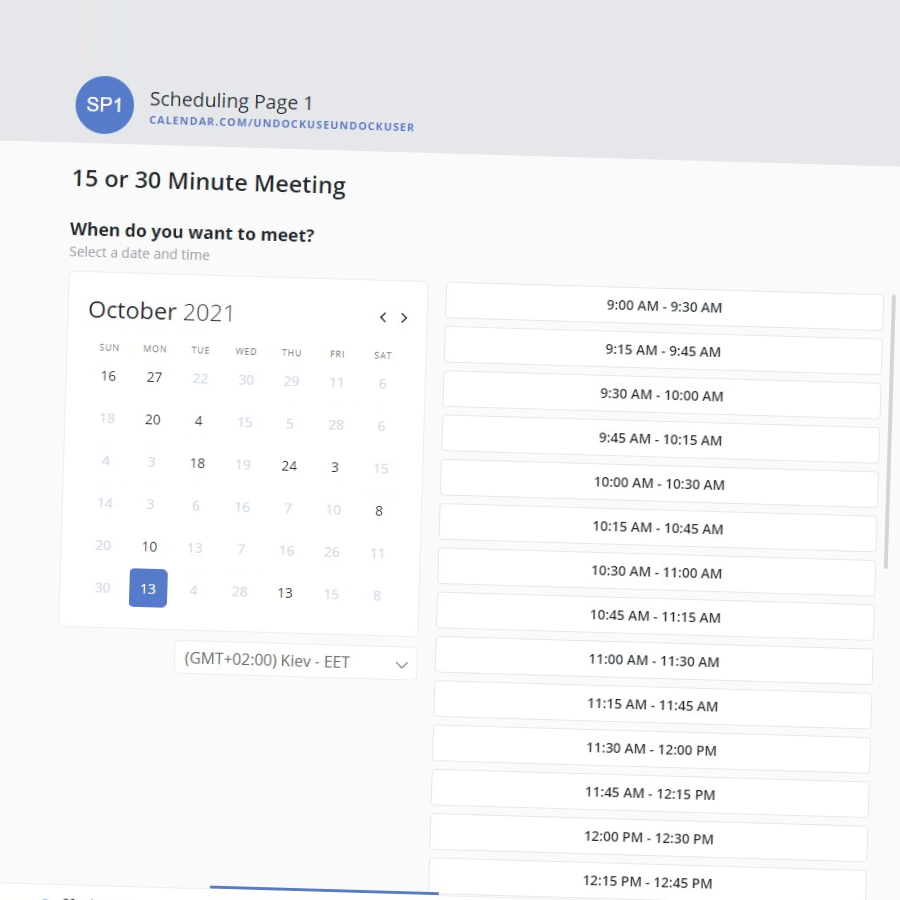 SP1
Scheduling Page 1
CALENDAR.COM/UNDOCKUSEUNDOCKUSER
15 or 30 Minute Meeting
When do you want to meet?
Select a date and time
October 2021
SUN MON TUE WED THU FRI SAT
16 27 22 30 29 11 6
18 20 4 15 5 28 6
4 3 18 19 24 3 15
14 3 6 16 7 10 8
20 10 13 7 16 26 11
30 13 4 28 13 15 8
(GMT+02:00) Kiev - EET
9:00 AM - 9:30 AM
9:15 AM - 9:45 AM
9:30 AM - 10:00 AM
9:45 AM - 10:15 AM
10:00 AM - 10:30 AM
10:15 AM - 10:45 AM
10:30 AM - 11:00 AM
10:45 AM - 11:15 AM
11:00 AM - 11:30 AM
11:15 AM - 11:45 AM
11:30 AM - 12:00 PM
11:45 AM - 12:15 PM
12:00 PM - 12:30 PM
12:15 PM - 12:45 PM